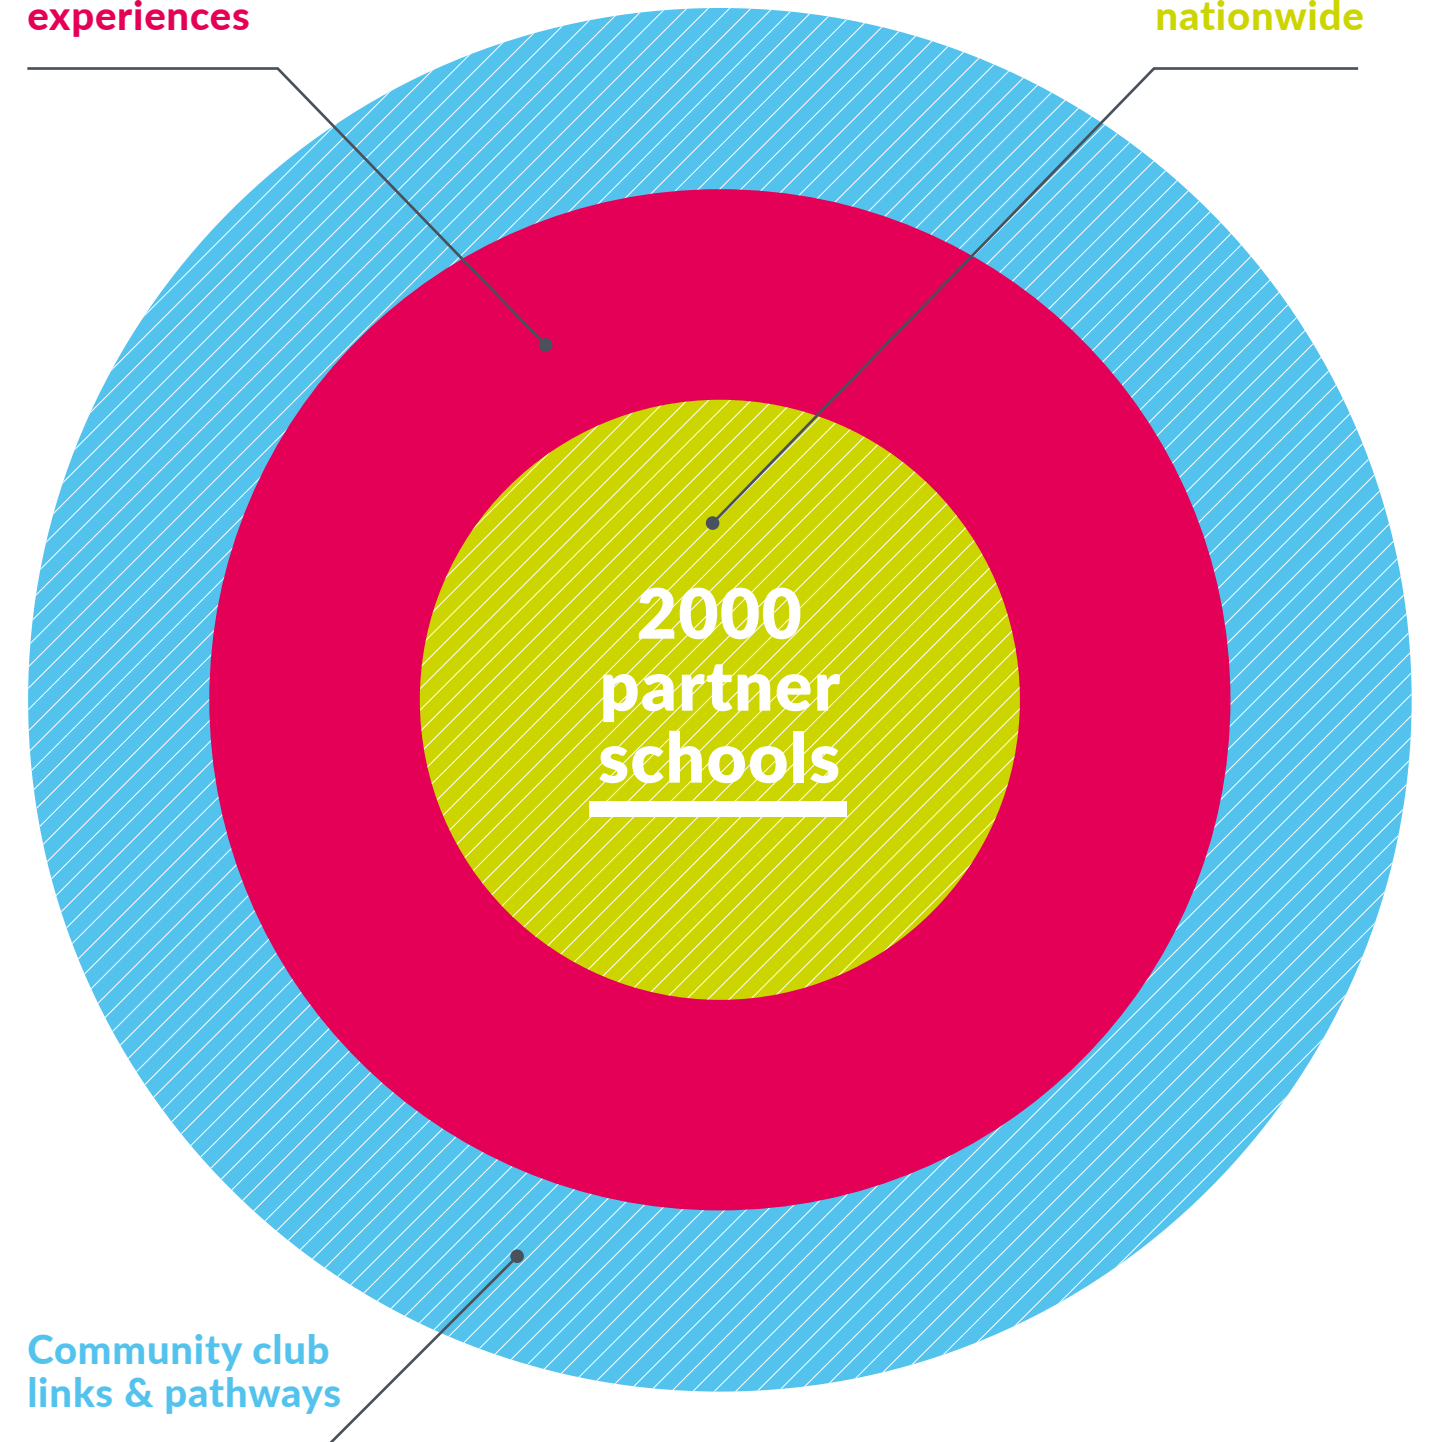 experiences
nationwide
2000
partner
schools
Community club
links & pathways